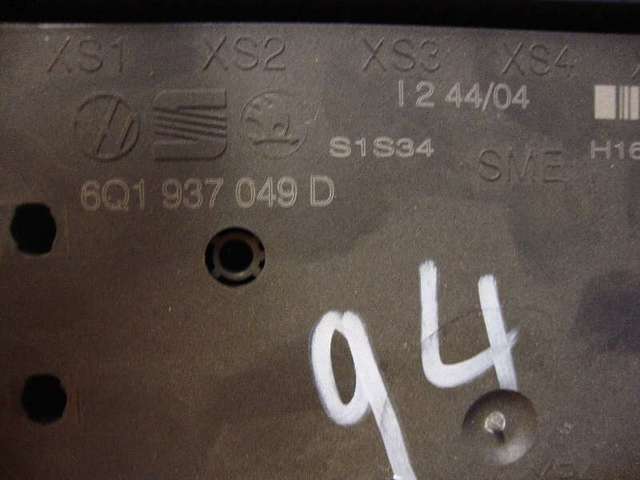 XS1 XS2 XS3 XS4
I 2 44/04
S1S34
H16
SME
6Q1 937 049 D
94